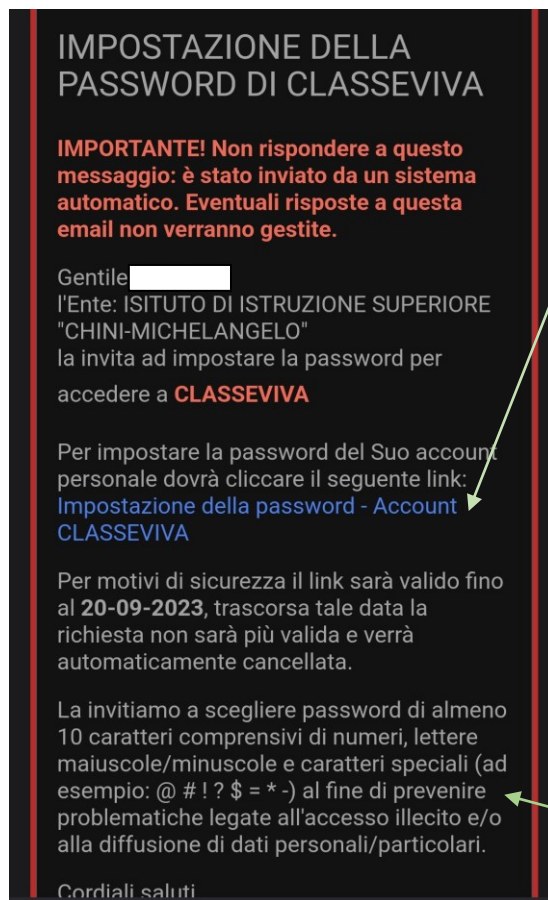 IMPOSTAZIONE DELLA
PASSWORD DI CLASSEVIVA
IMPORTANTE! Non rispondere a questo
messaggio: è stato inviato da un sistema
automatico. Eventuali risposte a questa
email non verranno gestite.
Gentile
l'Ente: ISITUTO DI ISTRUZIONE SUPERIORE
"CHINI-MICHELANGELO"
la invita ad impostare la password per
accedere a CLASSEVIVA
Per impostare la password del Suo account
personale dovrà cliccare il seguente link:
Impostazione della password - Account
CLASSEVIVA
Per motivi di sicurezza il link sarà valido fino
al 20-09-2023, trascorsa tale data la
richiesta non sarà più valida e verrà
automaticamente cancellata.
La invitiamo a scegliere password di almeno
10 caratteri comprensivi di numeri, lettere
maiuscole/minuscole e caratteri speciali (ad
esempio: @ # ! ? $ = * -) al fine di prevenire
problematiche legate all'accesso illecito e/o
alla diffusione di dati personali/particolari.
Cordiali saluti